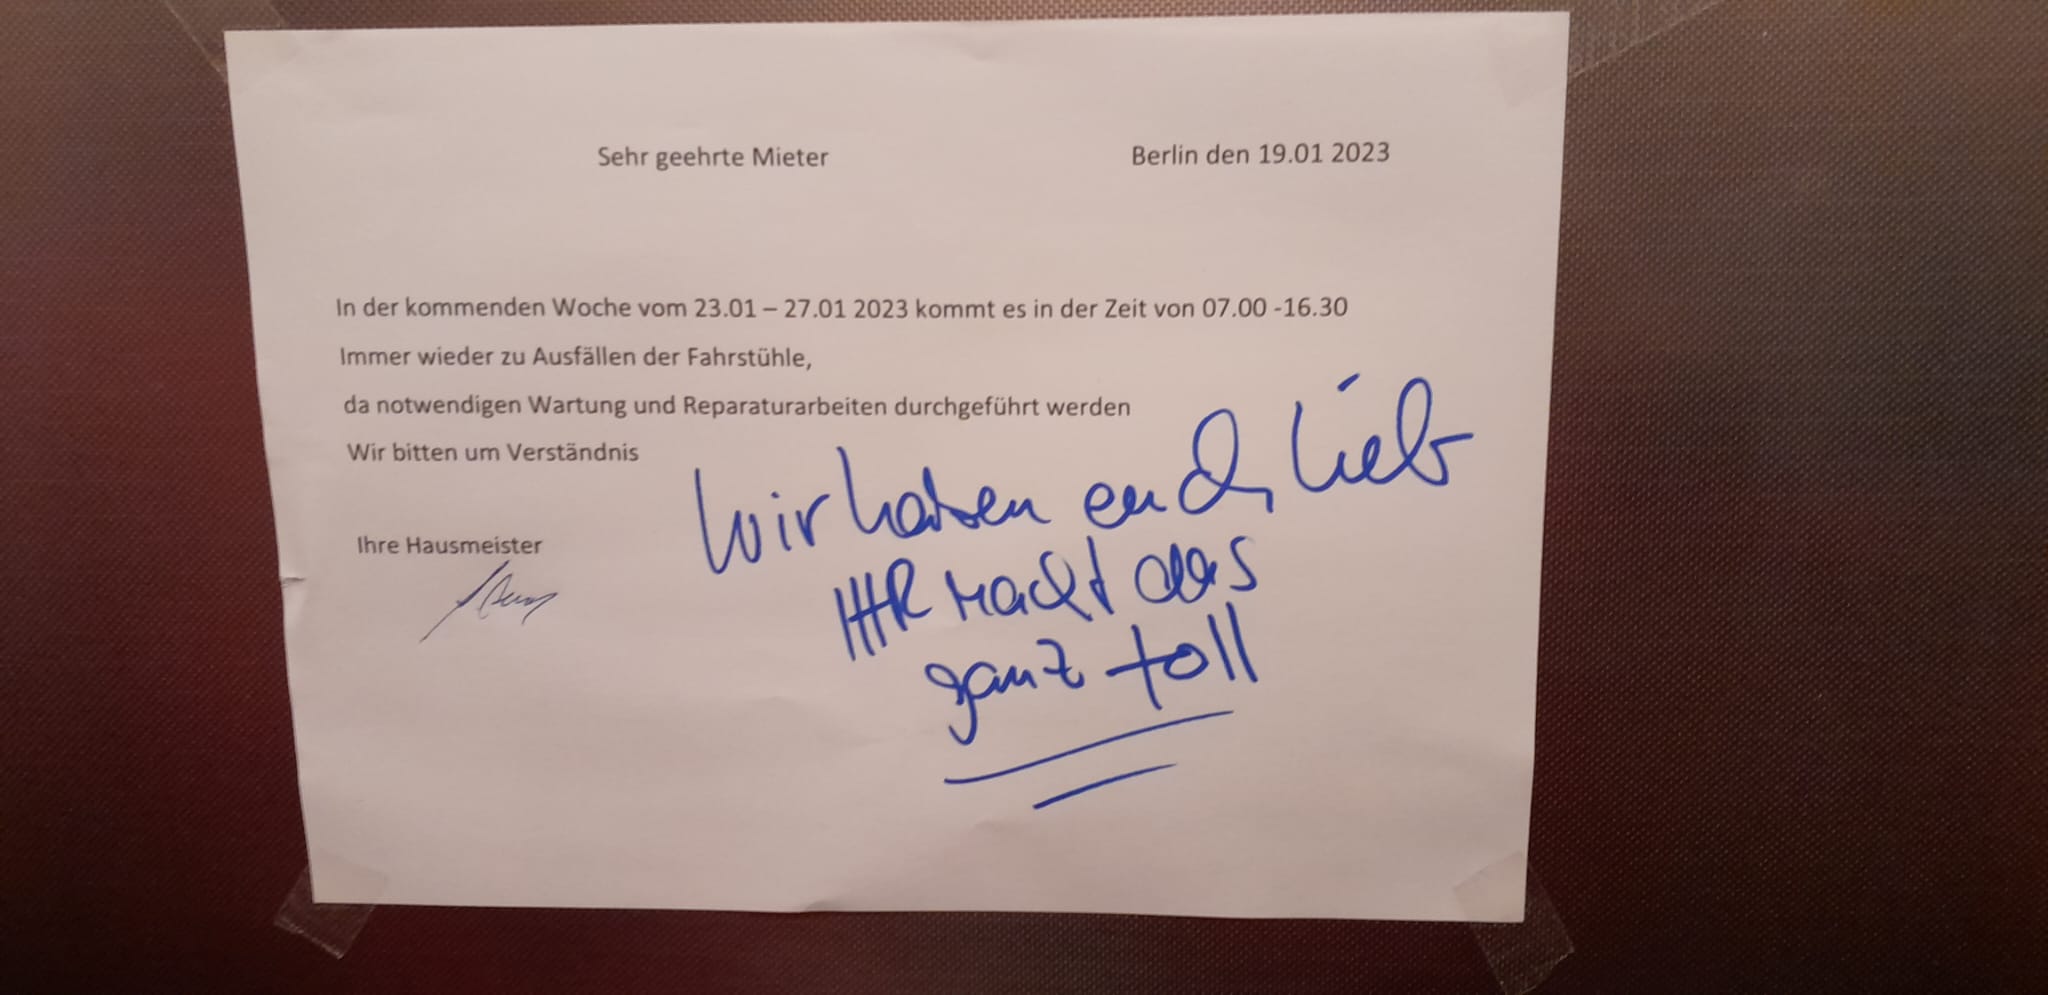 Sehr geehrte Mieter Berlin den 19.01 2023
In der kommenden Woche vom 23.01 – 27.01 2023 kommt es in der Zeit von 07.00 -16.30
Immer wieder zu Ausfällen der Fahrstühle,
da notwendigen Wartung und Reparaturarbeiten durchgeführt werden
Wir bitten um Verständnis
Ihre Hausmeister
Wir haben euch lieb
IHR macht das
ganz toll